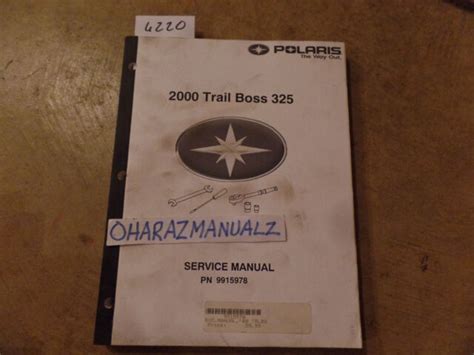 4220
POLARIS
The Way Out.
2000 Trail Boss 325
OHARAZMANUALZ
SERVICE MANUAL
PN 9915978